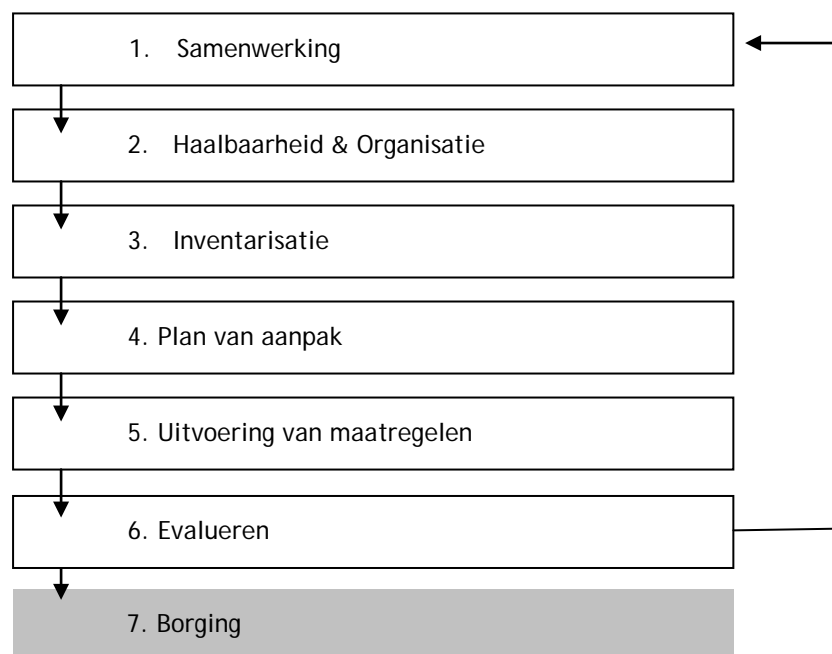 1. Samenwerking
2. Haalbaarheid & Organisatie
3. Inventarisatie
4. Plan van aanpak
5. Uitvoering van maatregelen
6. Evalueren
7. Borging